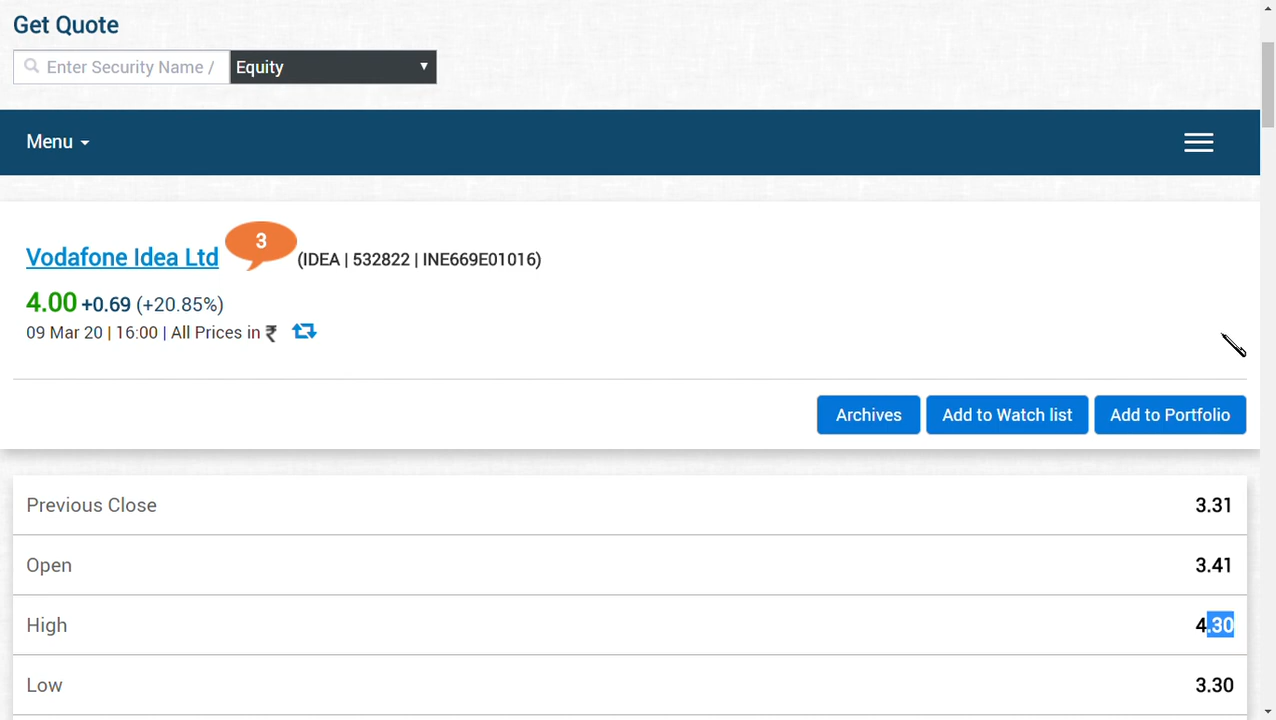 Get Quote
Enter Security Name /
Equity
Menu
Vodafone Idea Ltd
3
(IDEA | 532822 | INE669E01016)
4.00 +0.69 (+20.85%)
09 Mar 20 | 16:00 | All Prices in ₹
Archives
Add to Watch list
Add to Portfolio
Previous Close 3.31
Open 3.41
High 4.30
Low 3.30